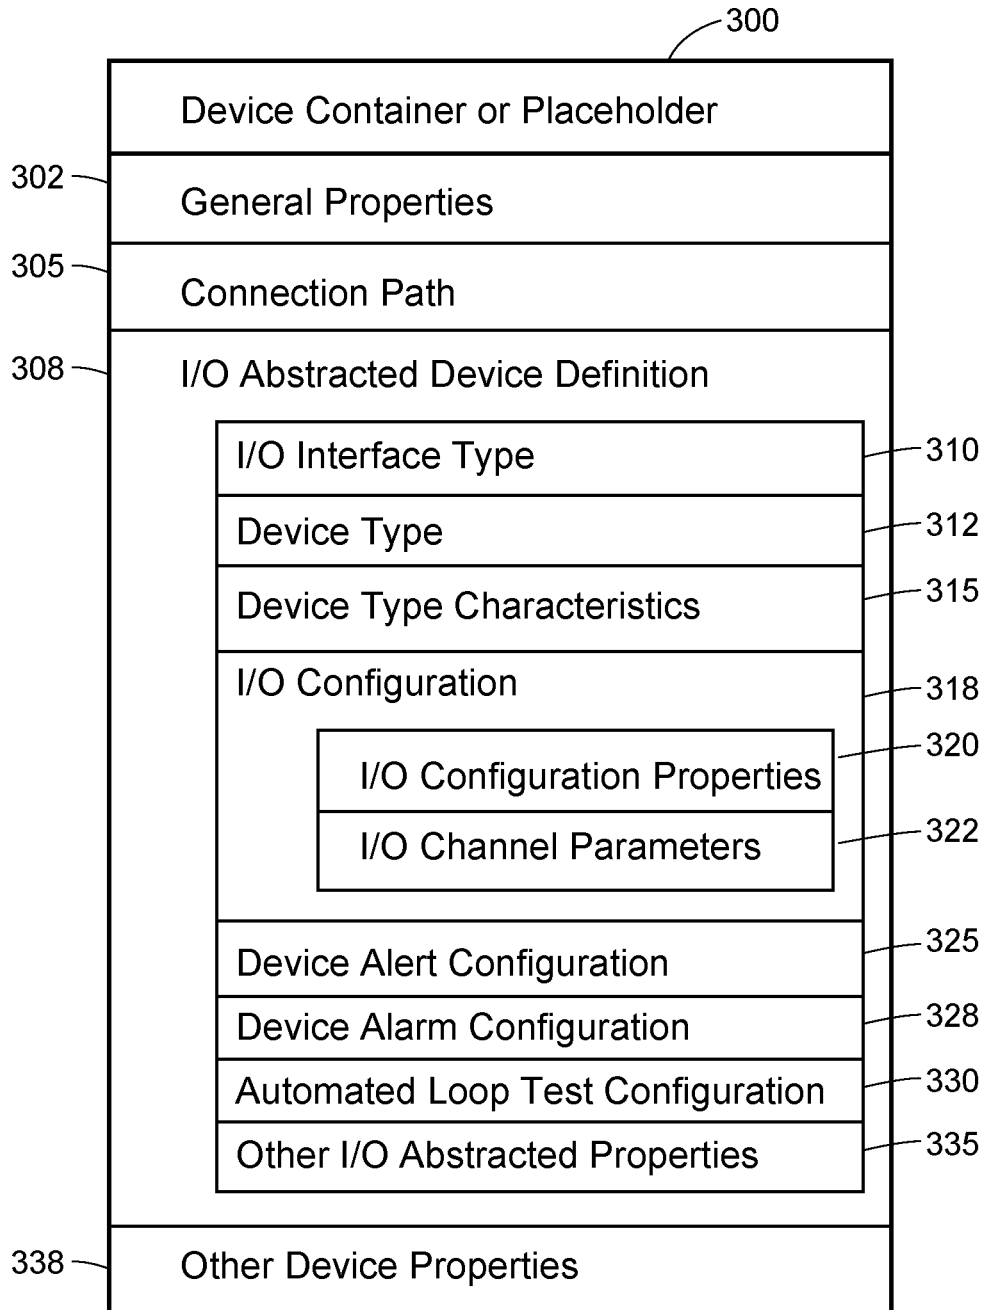 300
Device Container or Placeholder
302
General Properties
305
Connection Path
308
I/O Abstracted Device Definition
I/O Interface Type
310
Device Type
312
Device Type Characteristics
315
I/O Configuration
318
I/O Configuration Properties
320
I/O Channel Parameters
322
Device Alert Configuration
325
Device Alarm Configuration
328
Automated Loop Test Configuration
330
Other I/O Abstracted Properties
335
338
Other Device Properties